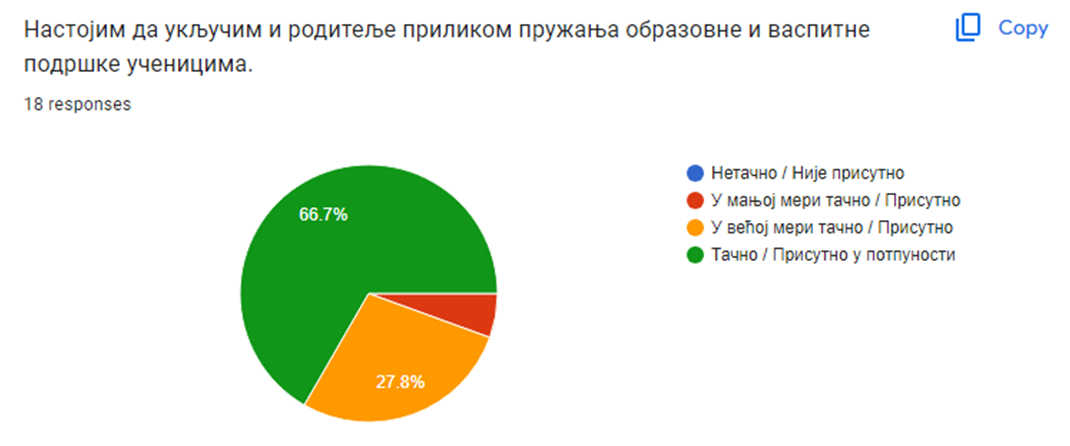 Настојим да укључим и родитеље приликом пружања образовне и васпитне
подршке ученицима.
Copy
18 responses
66.7%
27.8%
Нетачно / Није присутно
У мањој мери тачно / Присутно
У већој мери тачно / Присутно
Тачно / Присутно у потпуности